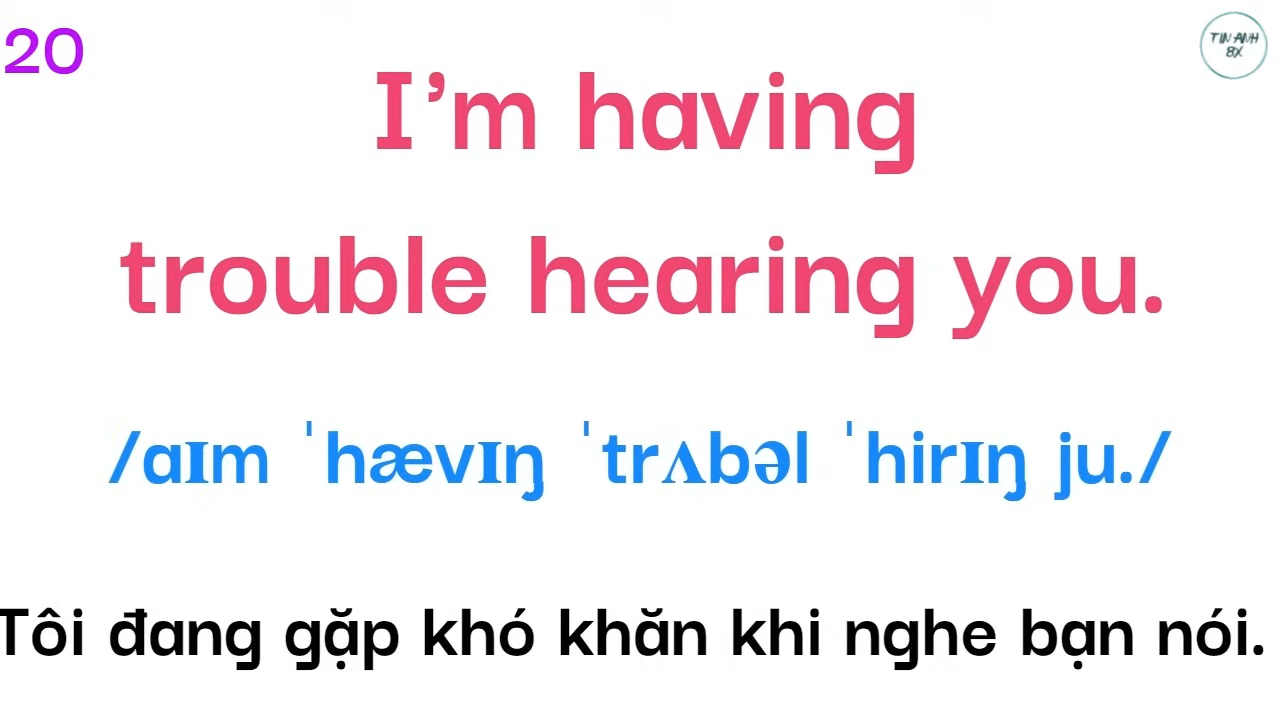 20
TIN ANH
BX
I’m having
trouble hearing you.
/aɪm ˈhævɪŋ ˈtrʌbəl ˈhirɪŋ ju./
Tôi đang gặp khó khăn khi nghe bạn nói.